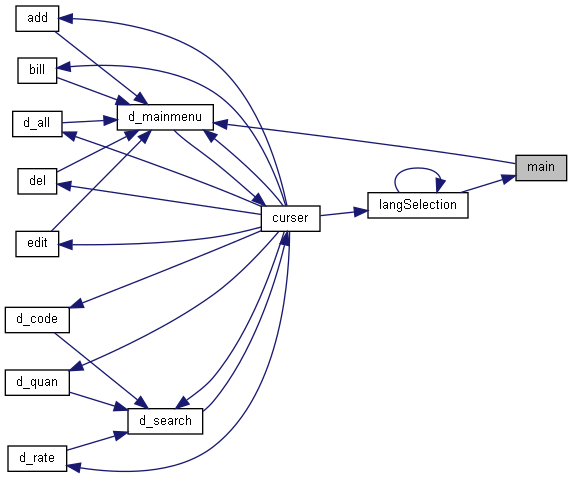 add
bill
d_mainmenu
d_all
main
del
langSelection
curser
edit
d_code
d_quan
d_search
d_rate